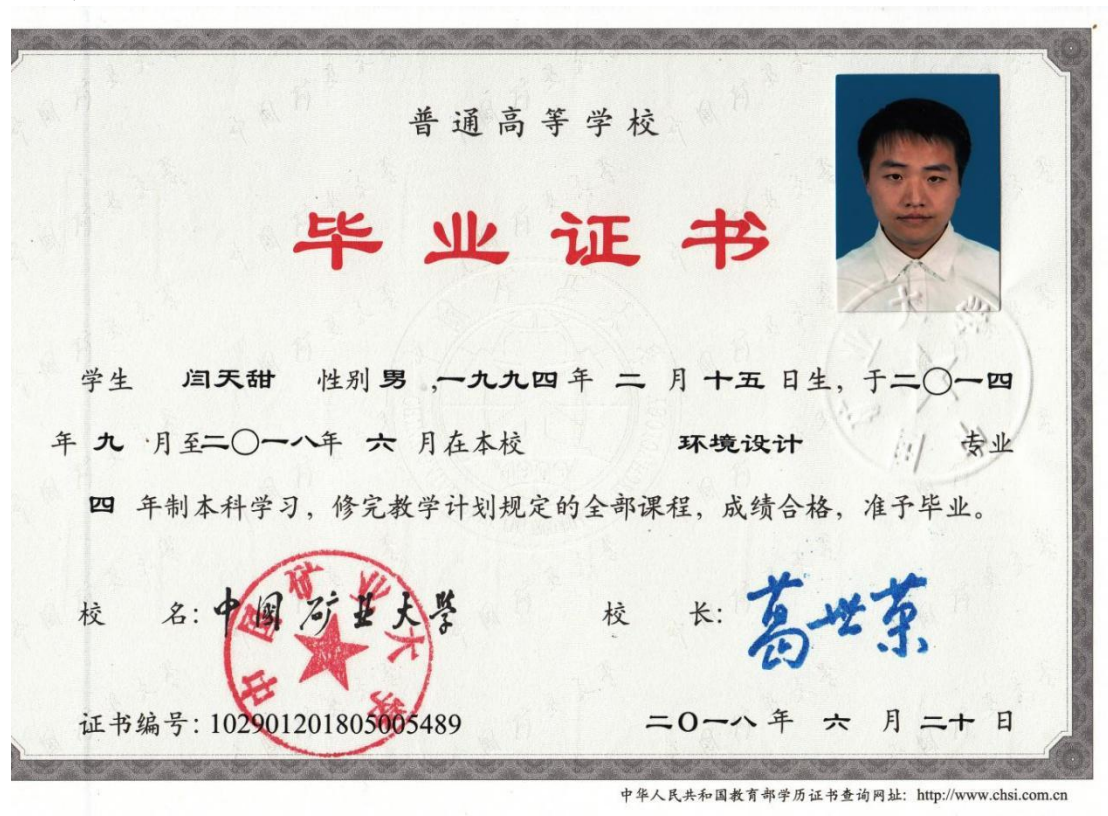 普通高等学校
毕业证书
学生 闫天甜 性别 男 ,一九九四 年 二 月 十五 日生，于二〇一四
年 九 月至二〇一八年 六 月在本校 环境设计 专业
四 年制本科学习，修完教学计划规定的全部课程，成绩合格，准予毕业。
校 名：中国矿业大学 校 长：葛世荣
中国矿业大学
证书编号：102901201805005489 二〇一八 年 六 月 二十 日
中华人民共和国教育部学历证书查询网址：http://www.chsi.com.cn